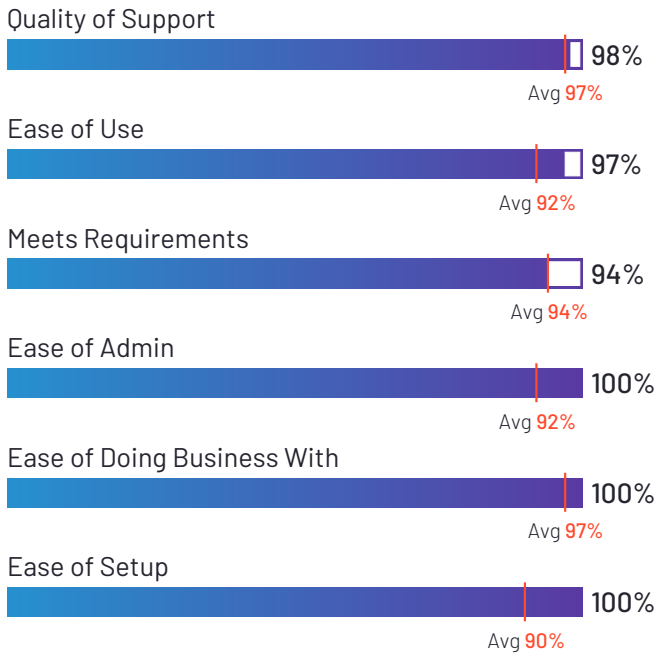 Quality of Support
98%
Avg 97%
Ease of Use
97%
Avg 92%
Meets Requirements
94%
Avg 94%
Ease of Admin
100%
Avg 92%
Ease of Doing Business With
100%
Avg 97%
Ease of Setup
100%
Avg 90%